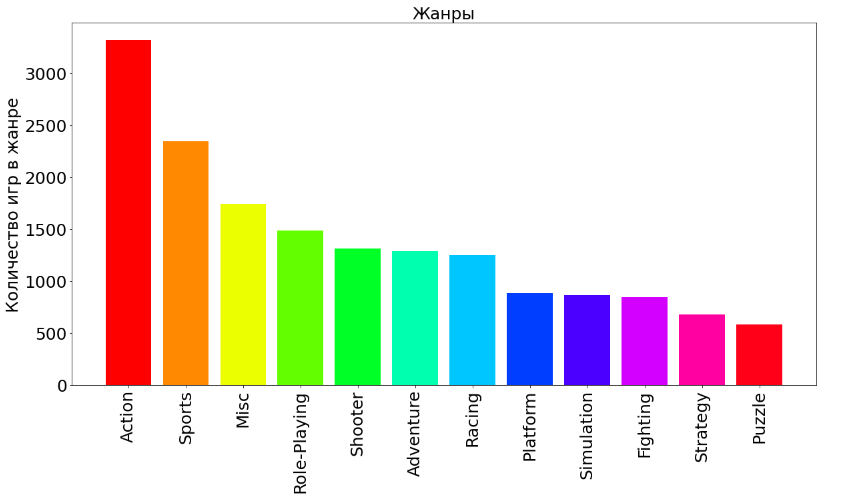 Жанры
Количество игр в жанре
3000
2500
2000
1500
1000
500
0
Action
Sports
Misc
Role-Playing
Shooter
Adventure
Racing
Platform
Simulation
Fighting
Strategy
Puzzle